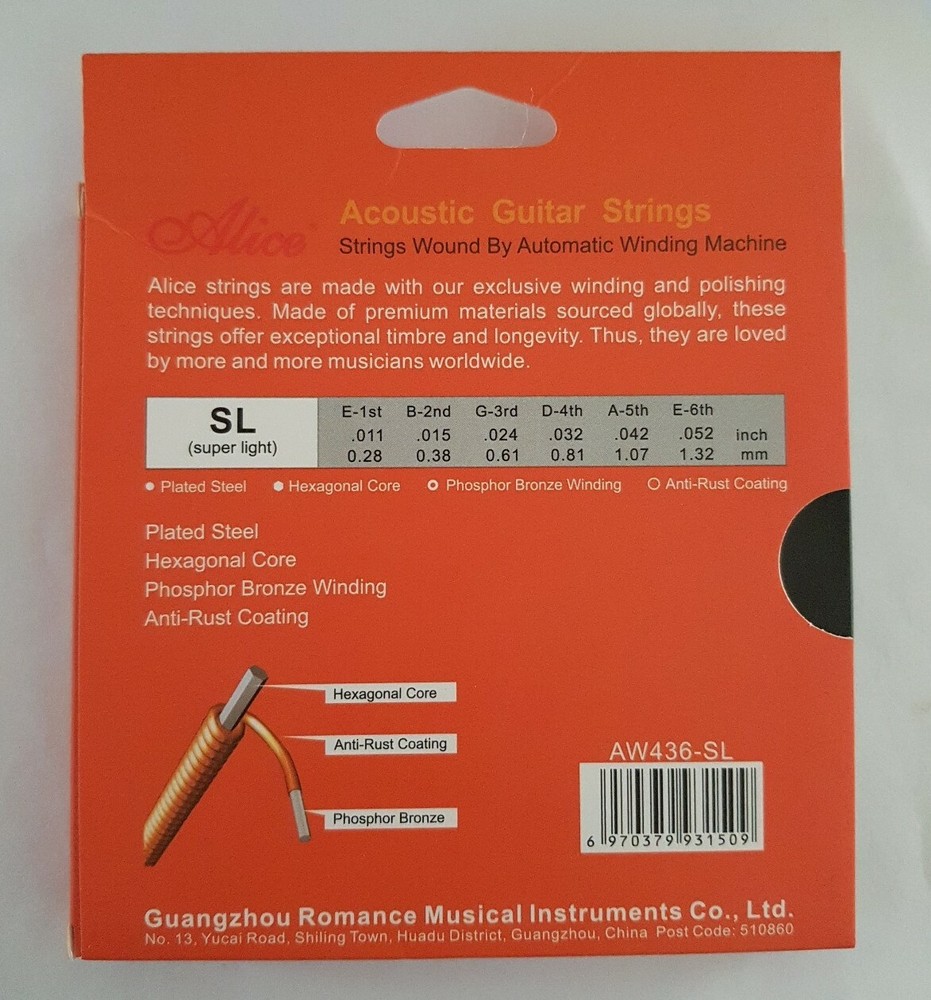 Alice
Acoustic Guitar Strings
Strings Wound By Automatic Winding Machine
Alice strings are made with our exclusive winding and polishing
techniques. Made of premium materials sourced globally, these
strings offer exceptional timbre and longevity. Thus, they are loved
by more and more musicians worldwide.
SL
(super light)
E-1st B-2nd G-3rd D-4th A-5th E-6th
.011 .015 .024 .032 .042 .052 inch
0.28 0.38 0.61 0.81 1.07 1.32 mm
Plated Steel Hexagonal Core Phosphor Bronze Winding Anti-Rust Coating
Plated Steel
Hexagonal Core
Phosphor Bronze Winding
Anti-Rust Coating
Hexagonal Core
Anti-Rust Coating
Phosphor Bronze
AW436-SL
6 970379 931509
Guangzhou Romance Musical Instruments Co., Ltd.
No. 13, Yucai Road, Shiling Town, Huadu District, Guangzhou, China Post Code: 510860